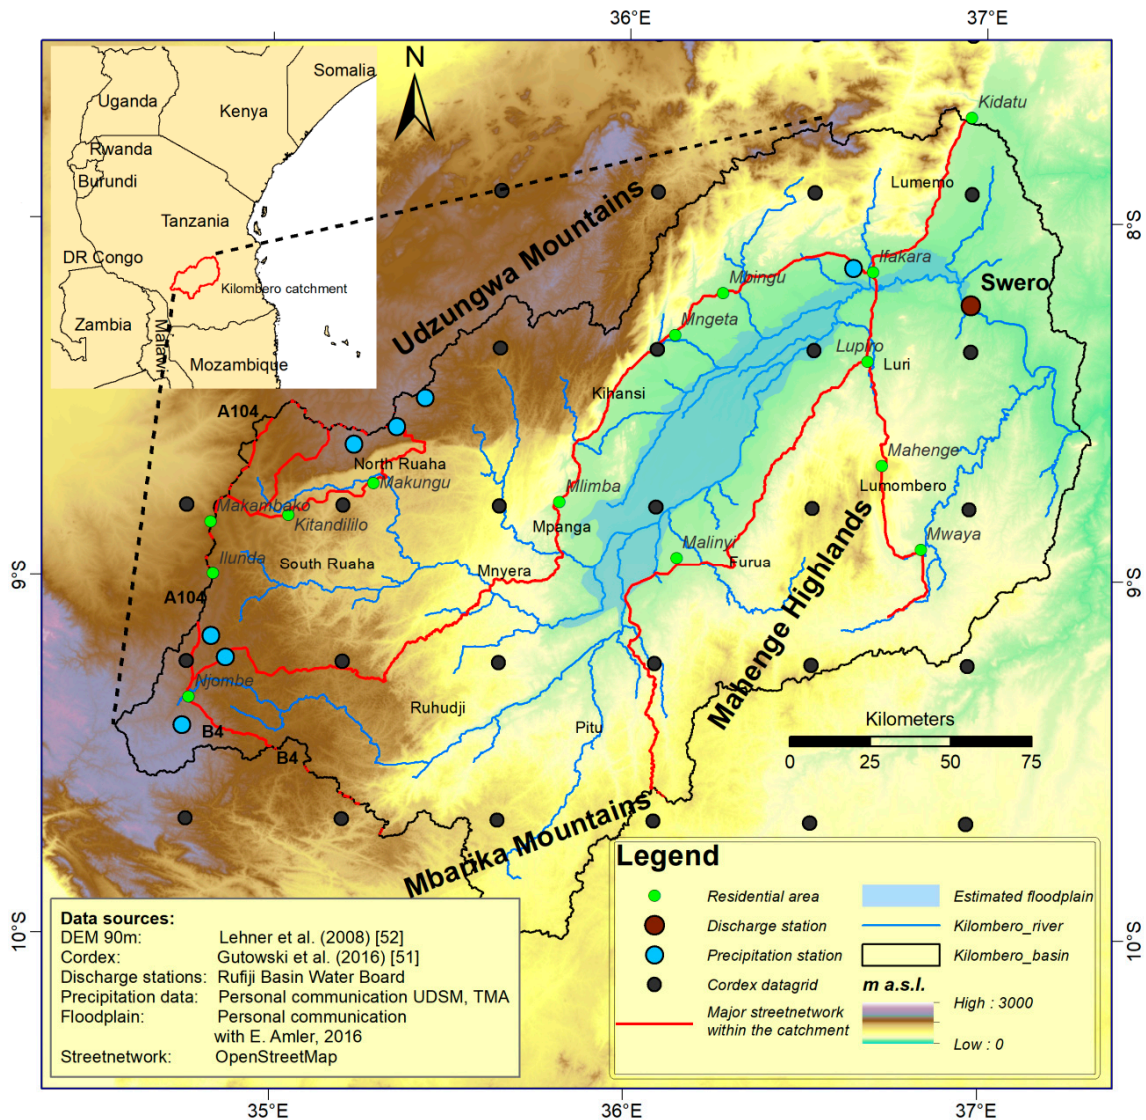 36°E
37°E
N
Somalia
Uganda
Kenya
Rwanda
Burundi
Tanzania
DR Congo
Kilombero catchment
Zambia
Malawi
Mozambique
Kidatu
Lumemo
8°S
8°S
Udzungwa Mountains
Ifakara
Mbingu
Swero
Mngeta
Lupiro
Luri
Kihansi
A104
North Ruaha
Makungu
Mahenge
Lumombero
Mlimba
Makambako
Kitandililo
Mpanga
Malinyi
Mwaya
Ilunda
South Ruaha
Mnyera
Furua
9°S
9°S
A104
Mahenge Highlands
Njombe
Ruhudji
Pitu
B4
B4
Kilometers
0 25 50 75
Mbarika Mountains
10°S
10°S
Legend
Residential area
Discharge station
Precipitation station
Cordex datagrid
Major streetnetwork
within the catchment
Estimated floodplain
Kilombero_river
Kilombero_basin
m a.s.l.
High : 3000
Low : 0
Data sources:
DEM 90m: Lehner et al. (2008) [52]
Cordex: Gutowski et al. (2016) [51]
Discharge stations: Rufiji Basin Water Board
Precipitation data: Personal communication UDSM, TMA
Floodplain: Personal communication
with E. Amler, 2016
Streetnetwork: OpenStreetMap
35°E
36°E
37°E